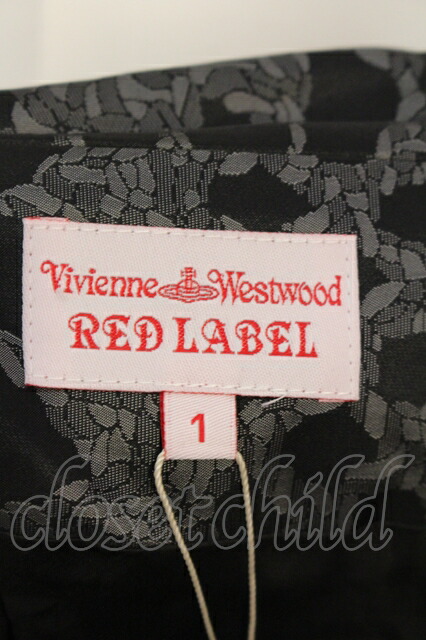 Vivienne Westwood
RED LABEL
1
closet child